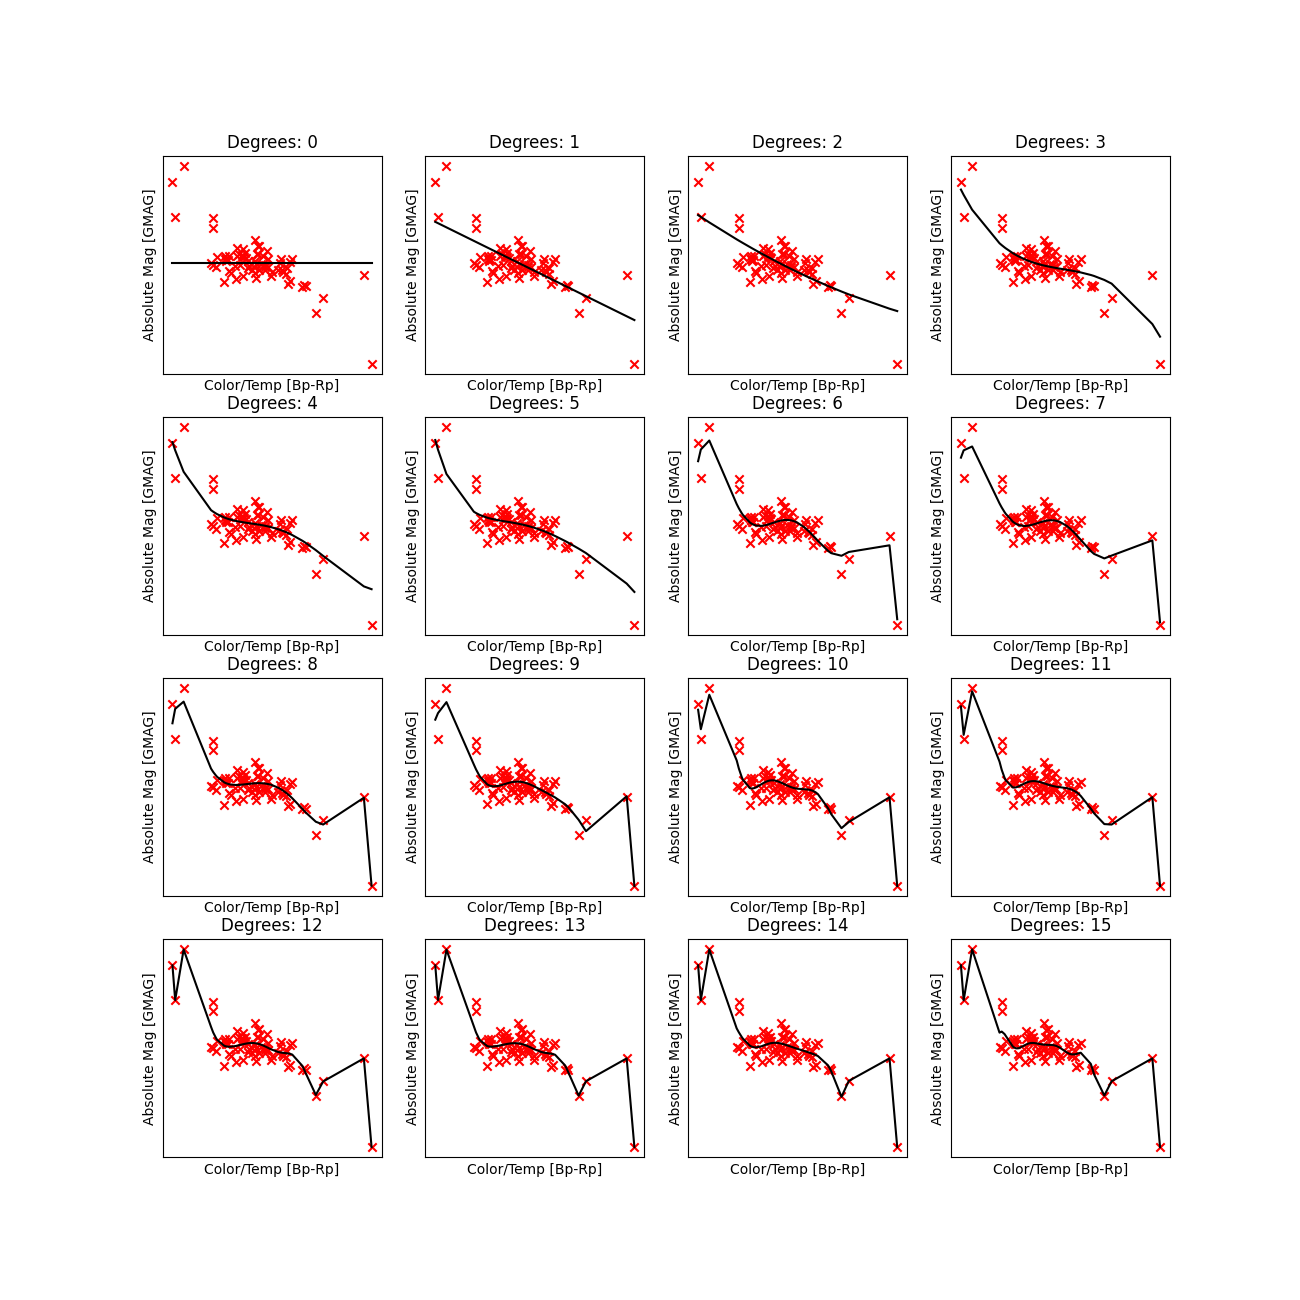 Degrees: 0
Absolute Mag [GMAG]
Color/Temp [Bp-Rp]
Degrees: 1
Absolute Mag [GMAG]
Color/Temp [Bp-Rp]
Degrees: 2
Absolute Mag [GMAG]
Color/Temp [Bp-Rp]
Degrees: 3
Absolute Mag [GMAG]
Color/Temp [Bp-Rp]
Degrees: 4
Absolute Mag [GMAG]
Color/Temp [Bp-Rp]
Degrees: 5
Absolute Mag [GMAG]
Color/Temp [Bp-Rp]
Degrees: 6
Absolute Mag [GMAG]
Color/Temp [Bp-Rp]
Degrees: 7
Absolute Mag [GMAG]
Color/Temp [Bp-Rp]
Degrees: 8
Absolute Mag [GMAG]
Color/Temp [Bp-Rp]
Degrees: 9
Absolute Mag [GMAG]
Color/Temp [Bp-Rp]
Degrees: 10
Absolute Mag [GMAG]
Color/Temp [Bp-Rp]
Degrees: 11
Absolute Mag [GMAG]
Color/Temp [Bp-Rp]
Degrees: 12
Absolute Mag [GMAG]
Color/Temp [Bp-Rp]
Degrees: 13
Absolute Mag [GMAG]
Color/Temp [Bp-Rp]
Degrees: 14
Absolute Mag [GMAG]
Color/Temp [Bp-Rp]
Degrees: 15
Absolute Mag [GMAG]
Color/Temp [Bp-Rp]